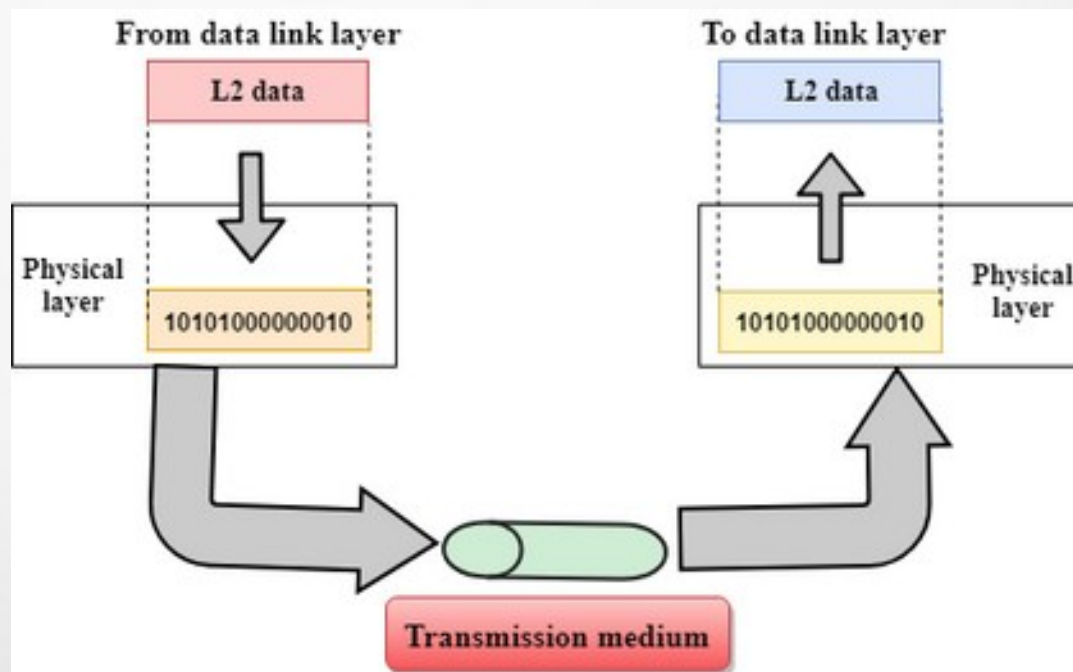 From data link layer
L2 data
Physical
layer
10101000000010
To data link layer
L2 data
10101000000010
Physical
layer
Transmission medium